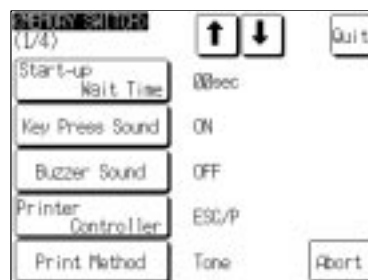 (MEMORY SWITCH)
(1/4)
Quit
Start-up
Wait Time
00sec
Key Press Sound
ON
Buzzer Sound
OFF
Printer
Controller
ESC/P
Print Method
Tone
Abort